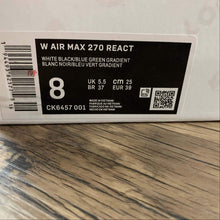 W AIR MAX 270 REACT
WHITE BLACK/BLUE GREEN GRADIENT
BLANC NOIR/BLEU VERT GRADIENT
8
UK 5.5 cm 25
BR 37 EUR 39
CK6457 001